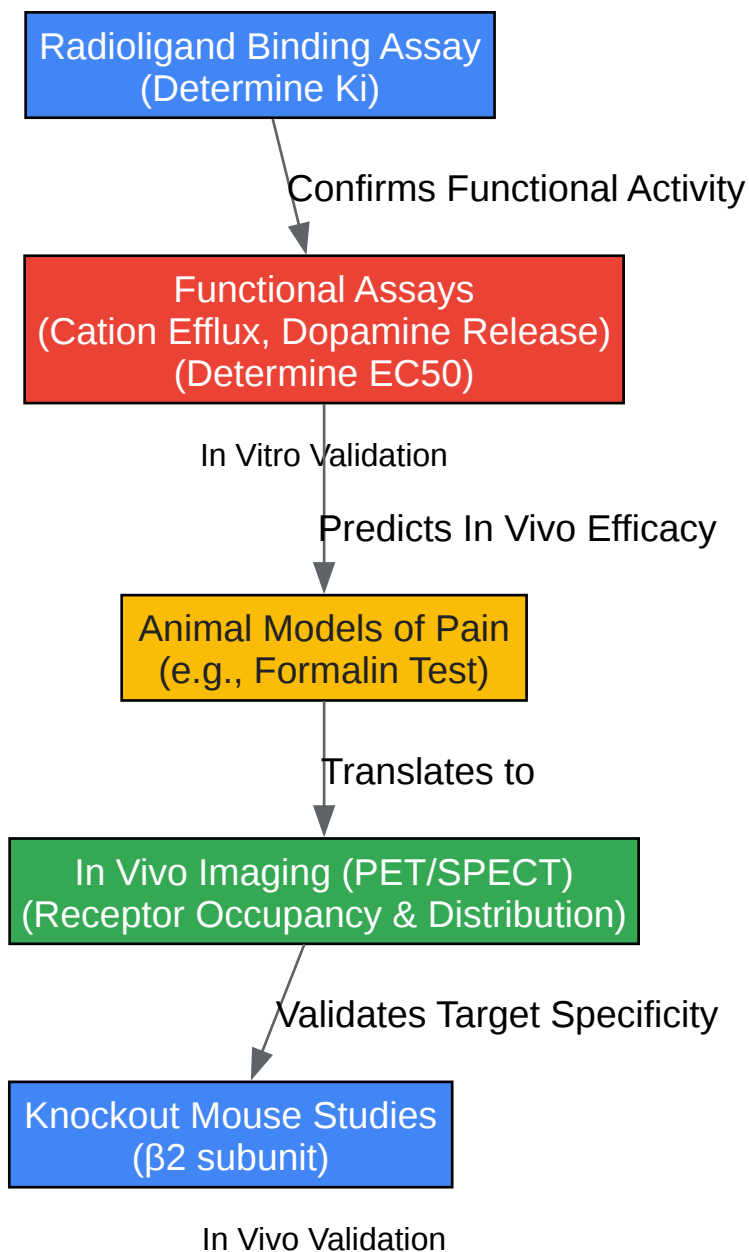 Radioligand Binding Assay
(Determine Ki)
Confirms Functional Activity
Functional Assays
(Cation Efflux, Dopamine Release)
(Determine EC50)
In Vitro Validation
Predicts In Vivo Efficacy
Animal Models of Pain
(e.g., Formalin Test)
Translates to
In Vivo Imaging (PET/SPECT)
(Receptor Occupancy & Distribution)
Validates Target Specificity
Knockout Mouse Studies
(β2 subunit)
In Vivo Validation